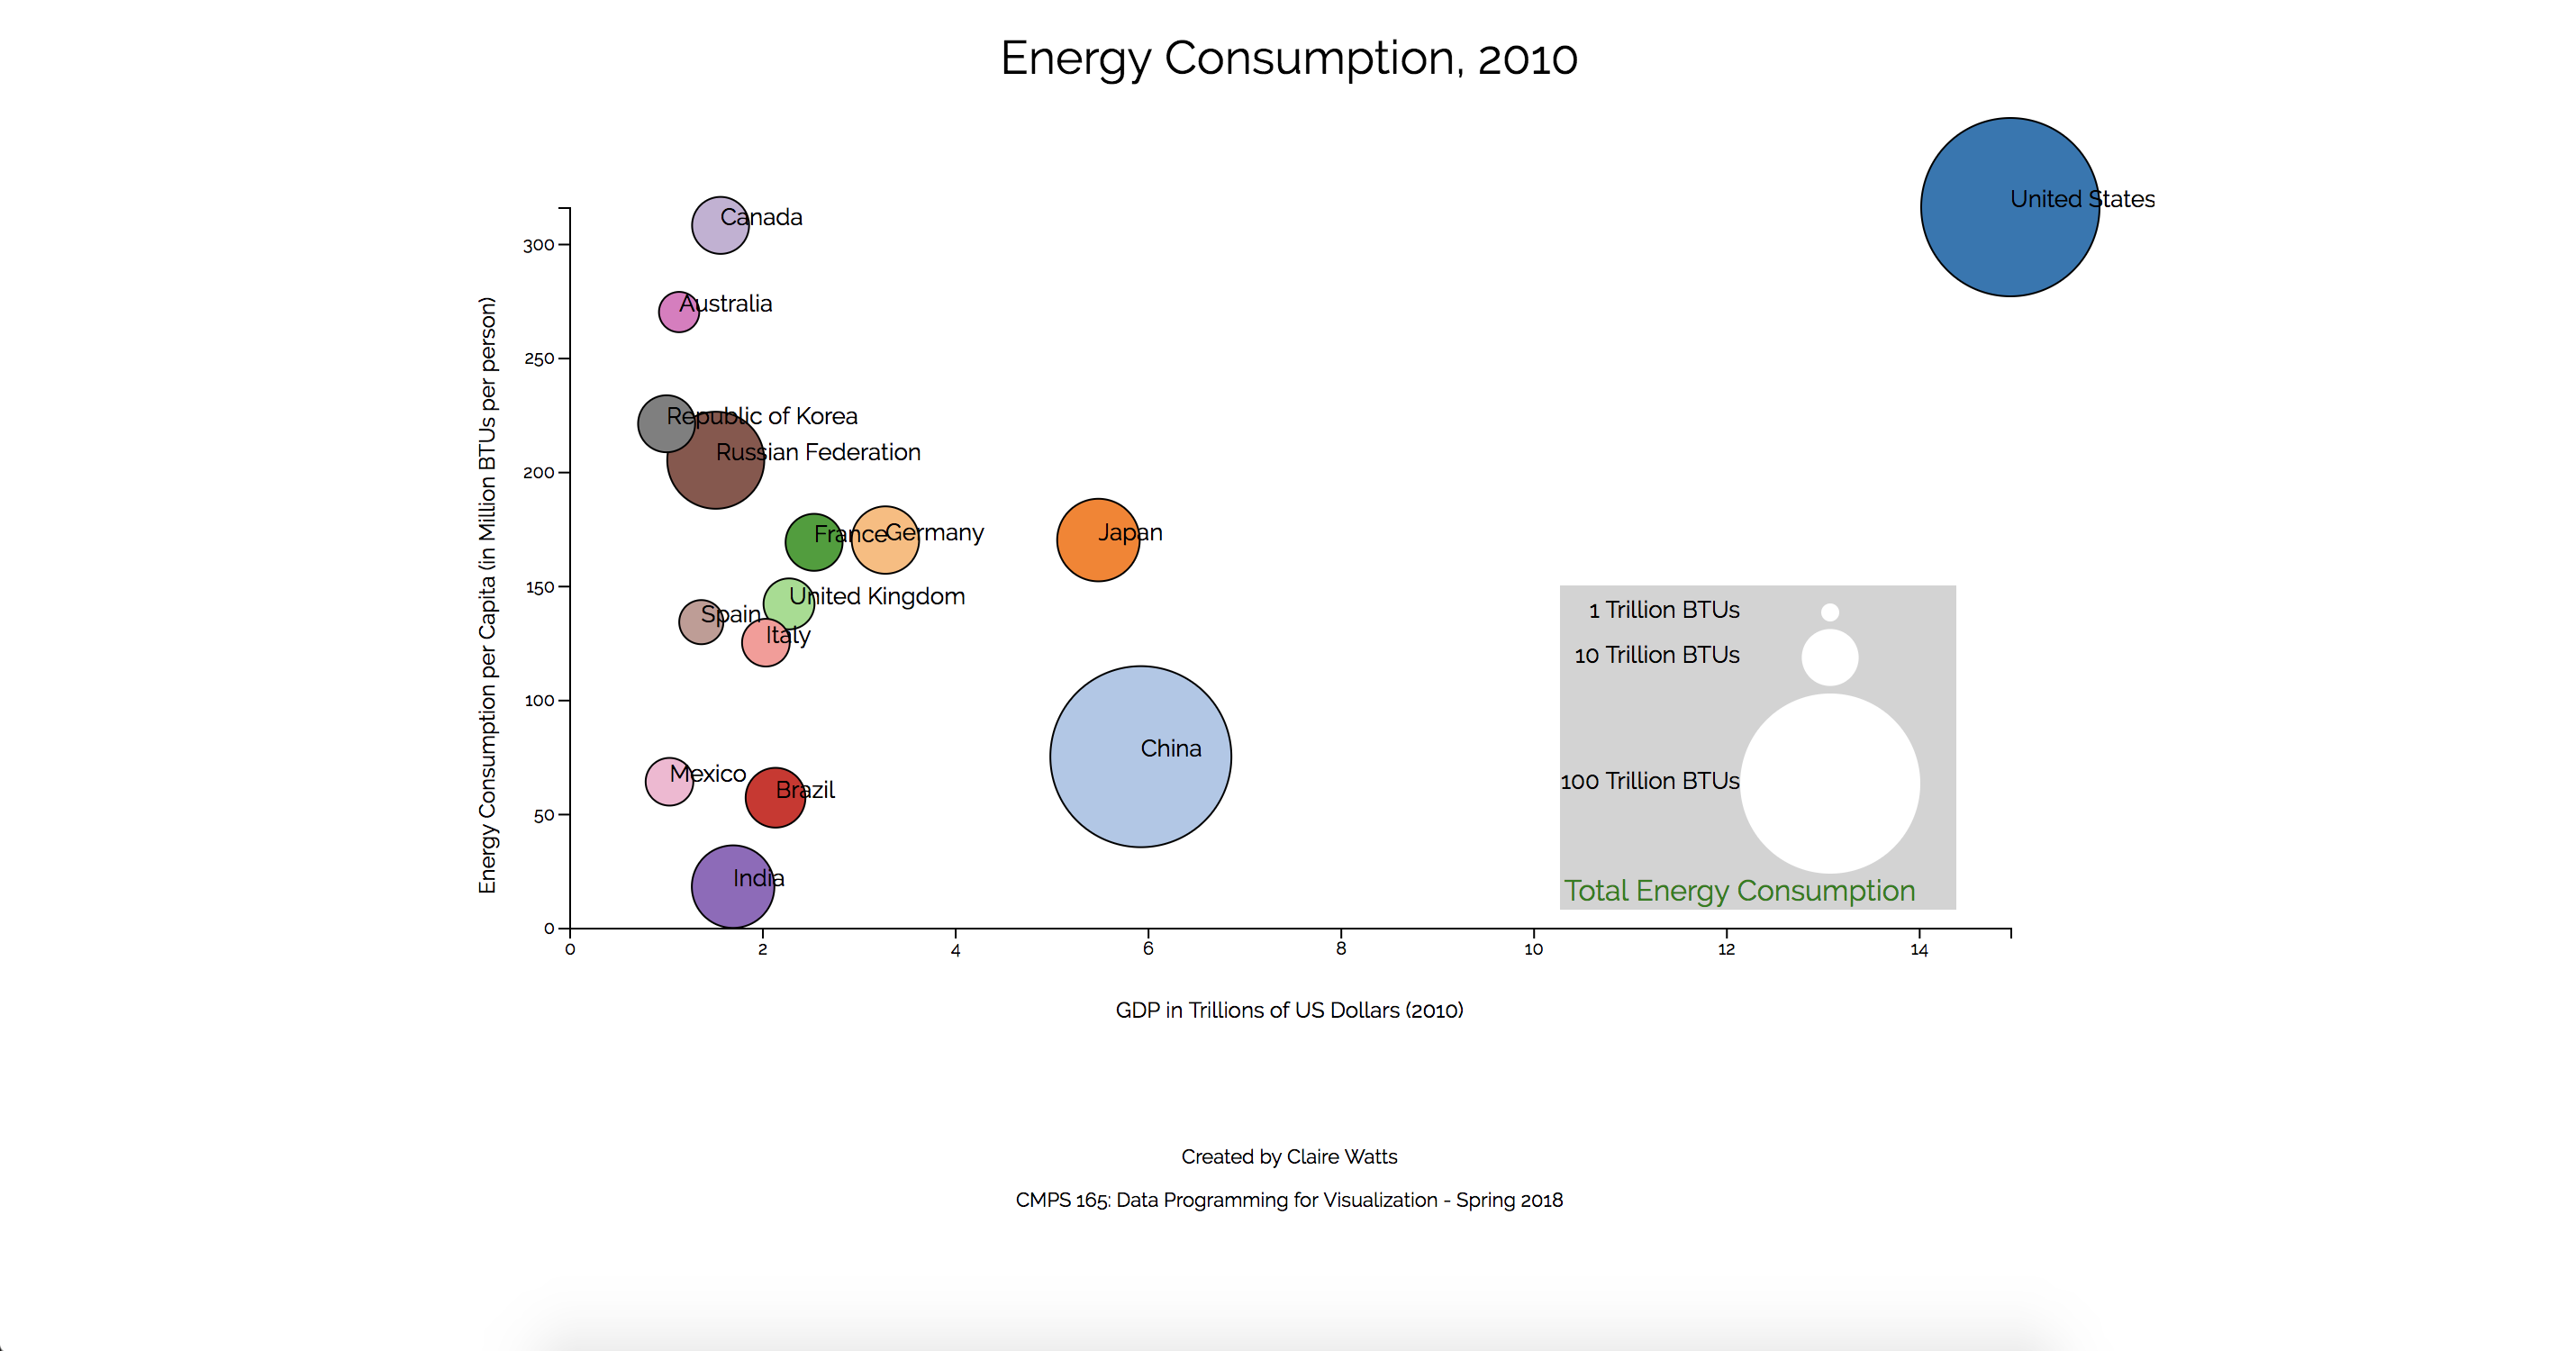 Energy Consumption, 2010
United States
Canada
Australia
Republic of Korea
Russian Federation
France
Germany
Japan
United Kingdom
Spain
Italy
China
Mexico
Brazil
India
Energy Consumption per Capita (in Million BTUs per person)
300
250
200
150
100
50
0
0 2 4 6 8 10 12 14
GDP in Trillions of US Dollars (2010)
1 Trillion BTUs
10 Trillion BTUs
100 Trillion BTUs
Total Energy Consumption
Created by Claire Watts
CMPS 165: Data Programming for Visualization - Spring 2018